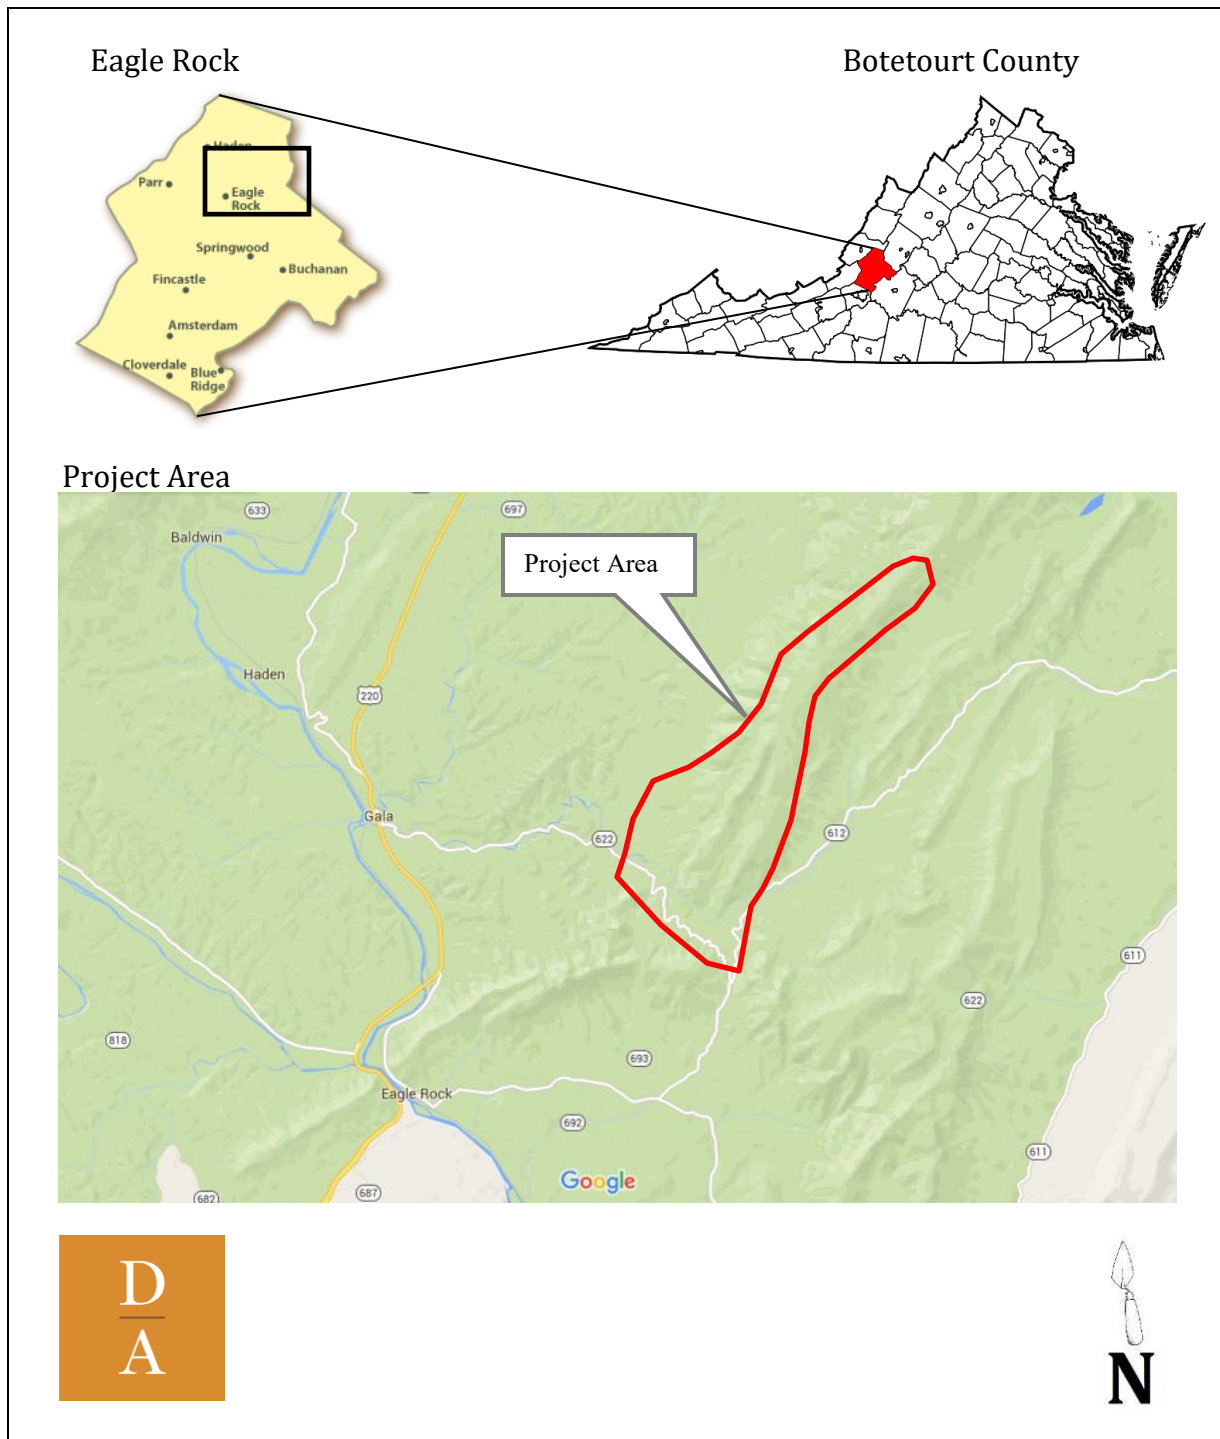 Eagle Rock
Botetourt County
Haden
Parr
Eagle
Rock
Springwood
Buchanan
Fincastle
Amsterdam
Cloverdale
Blue
Ridge
Project Area
633
697
Baldwin
Project Area
Haden
220
Gala
622
612
611
622
818
693
Eagle Rock
692
611
Google
687
682
D
A
N